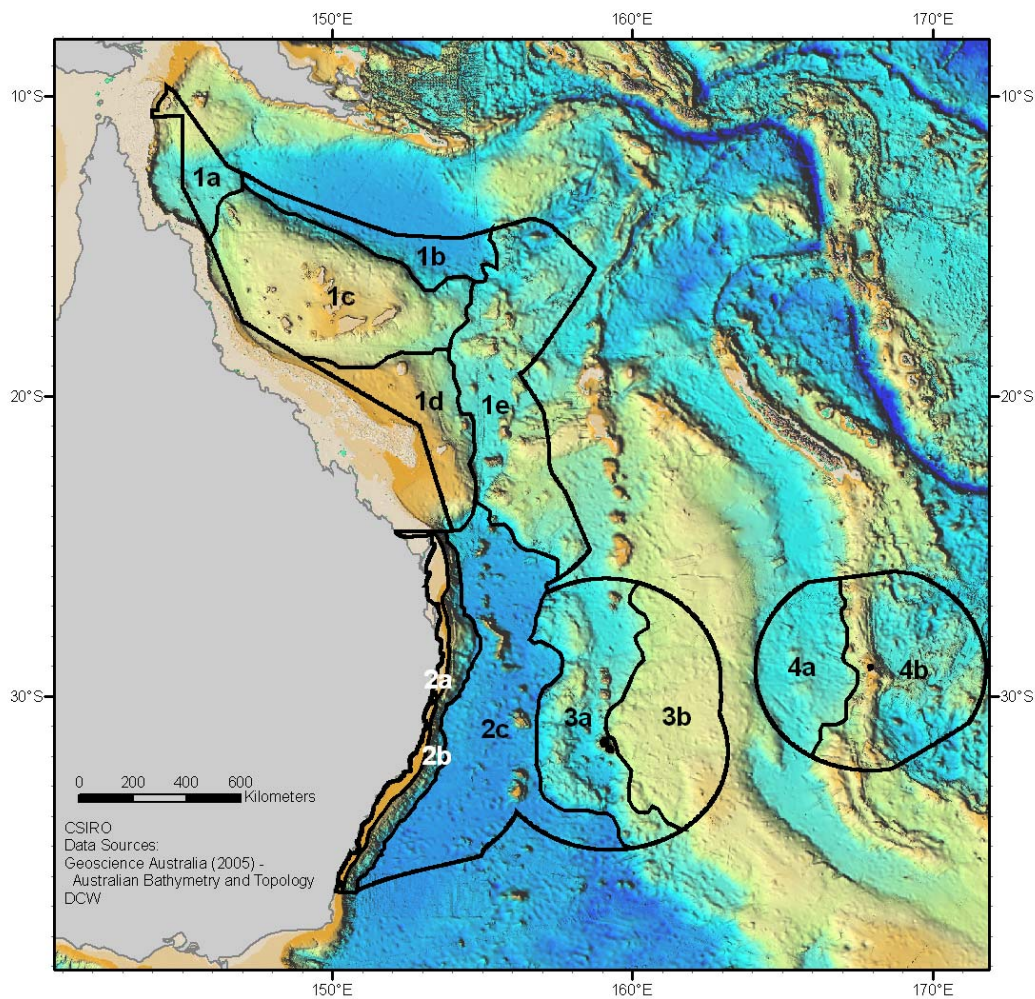 150°E 160°E 170°E
10°S 10°S
1a
1b
1c
20°S 1d 1e 20°S
2a 4a 4b
30°S 3a 3b 30°S
2b 2c
0 200 400 600
Kilometers
CSIRO
Data Sources:
Geoscience Australia (2005) -
Australian Bathymetry and Topology
DCW
150°E 160°E 170°E